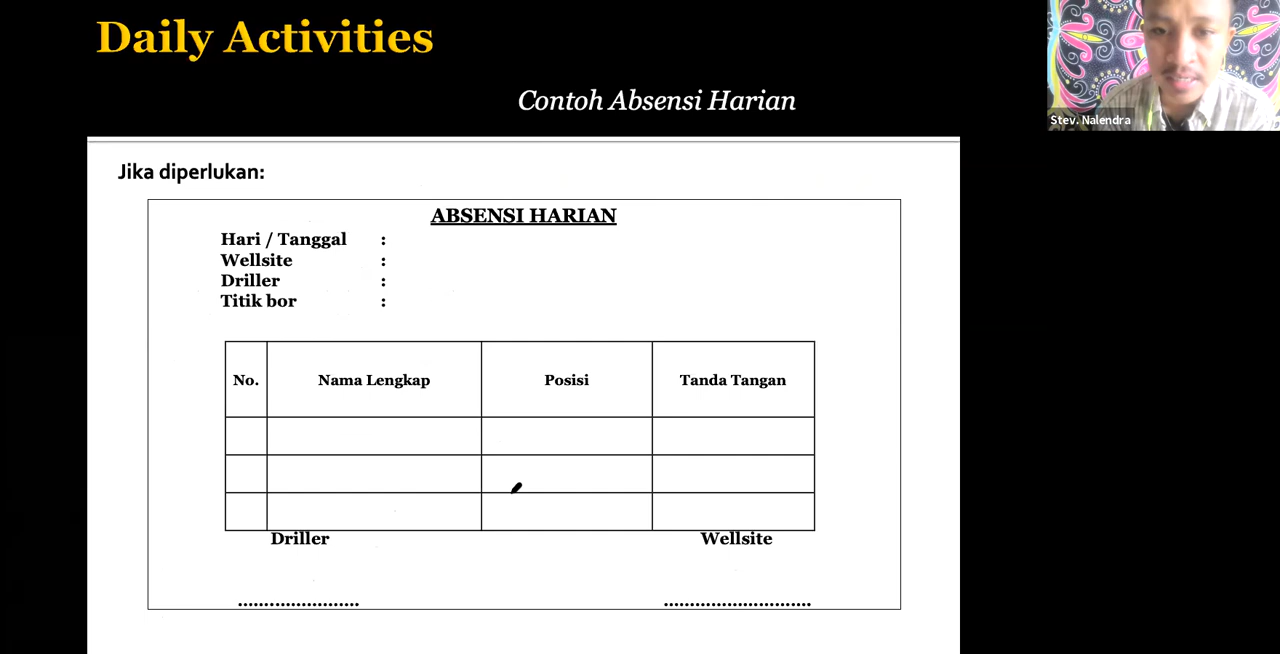 Daily Activities
Contoh Absensi Harian
Stev. Nalendra
Jika diperlukan:
ABSENSI HARIAN
Hari / Tanggal :
Wellsite :
Driller :
Titik bor :
No. Nama Lengkap Posisi Tanda Tangan
Driller Wellsite
....................... ............................